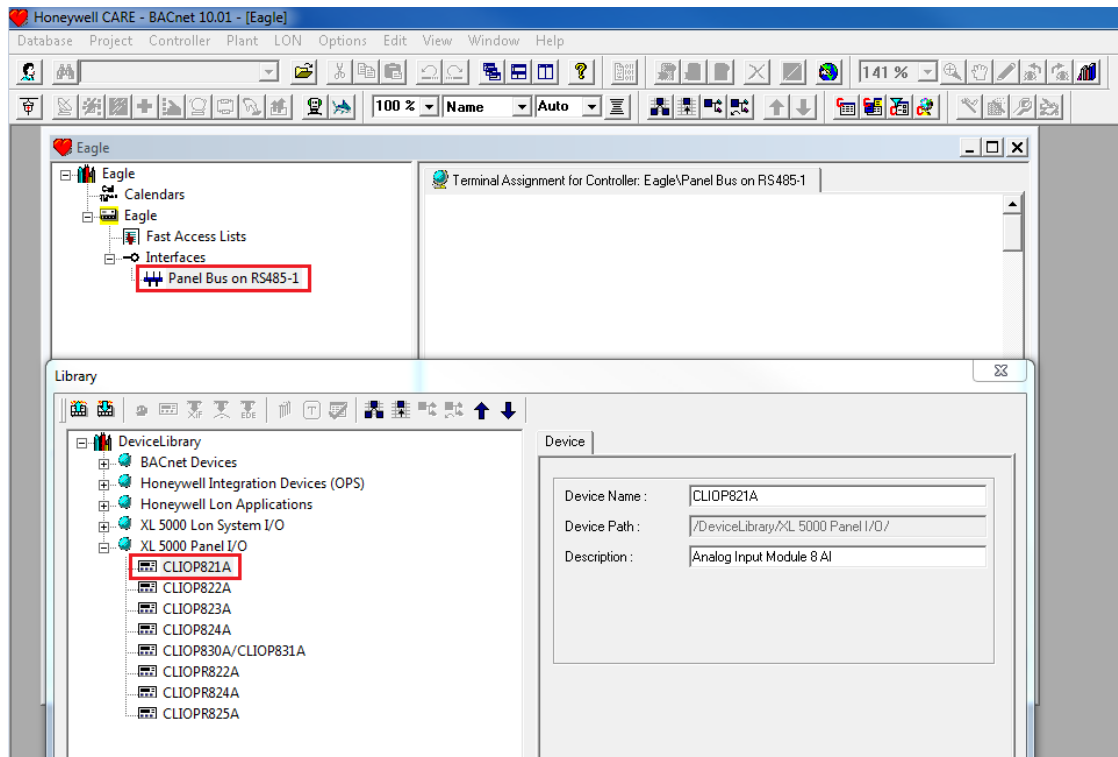 Honeywell CARE - BACnet 10.01 - [Eagle]
Database Project Controller Plant LON Options Edit View Window Help
141 %
100 % Name Auto
Eagle
Eagle
Calendars
Eagle
Fast Access Lists
Interfaces
Panel Bus on RS485-1
Terminal Assignment for Controller: Eagle\Panel Bus on RS485-1
Library
XIF EDE T
DeviceLibrary
BACnet Devices
Honeywell Integration Devices (OPS)
Honeywell Lon Applications
XL 5000 Lon System I/O
XL 5000 Panel I/O
CLIOP821A
CLIOP822A
CLIOP823A
CLIOP824A
CLIOP830A/CLIOP831A
CLIOPR822A
CLIOPR824A
CLIOPR825A
Device
Device Name : CLIOP821A
Device Path : /DeviceLibrary/XL 5000 Panel I/O/
Description : Analog Input Module 8 AI